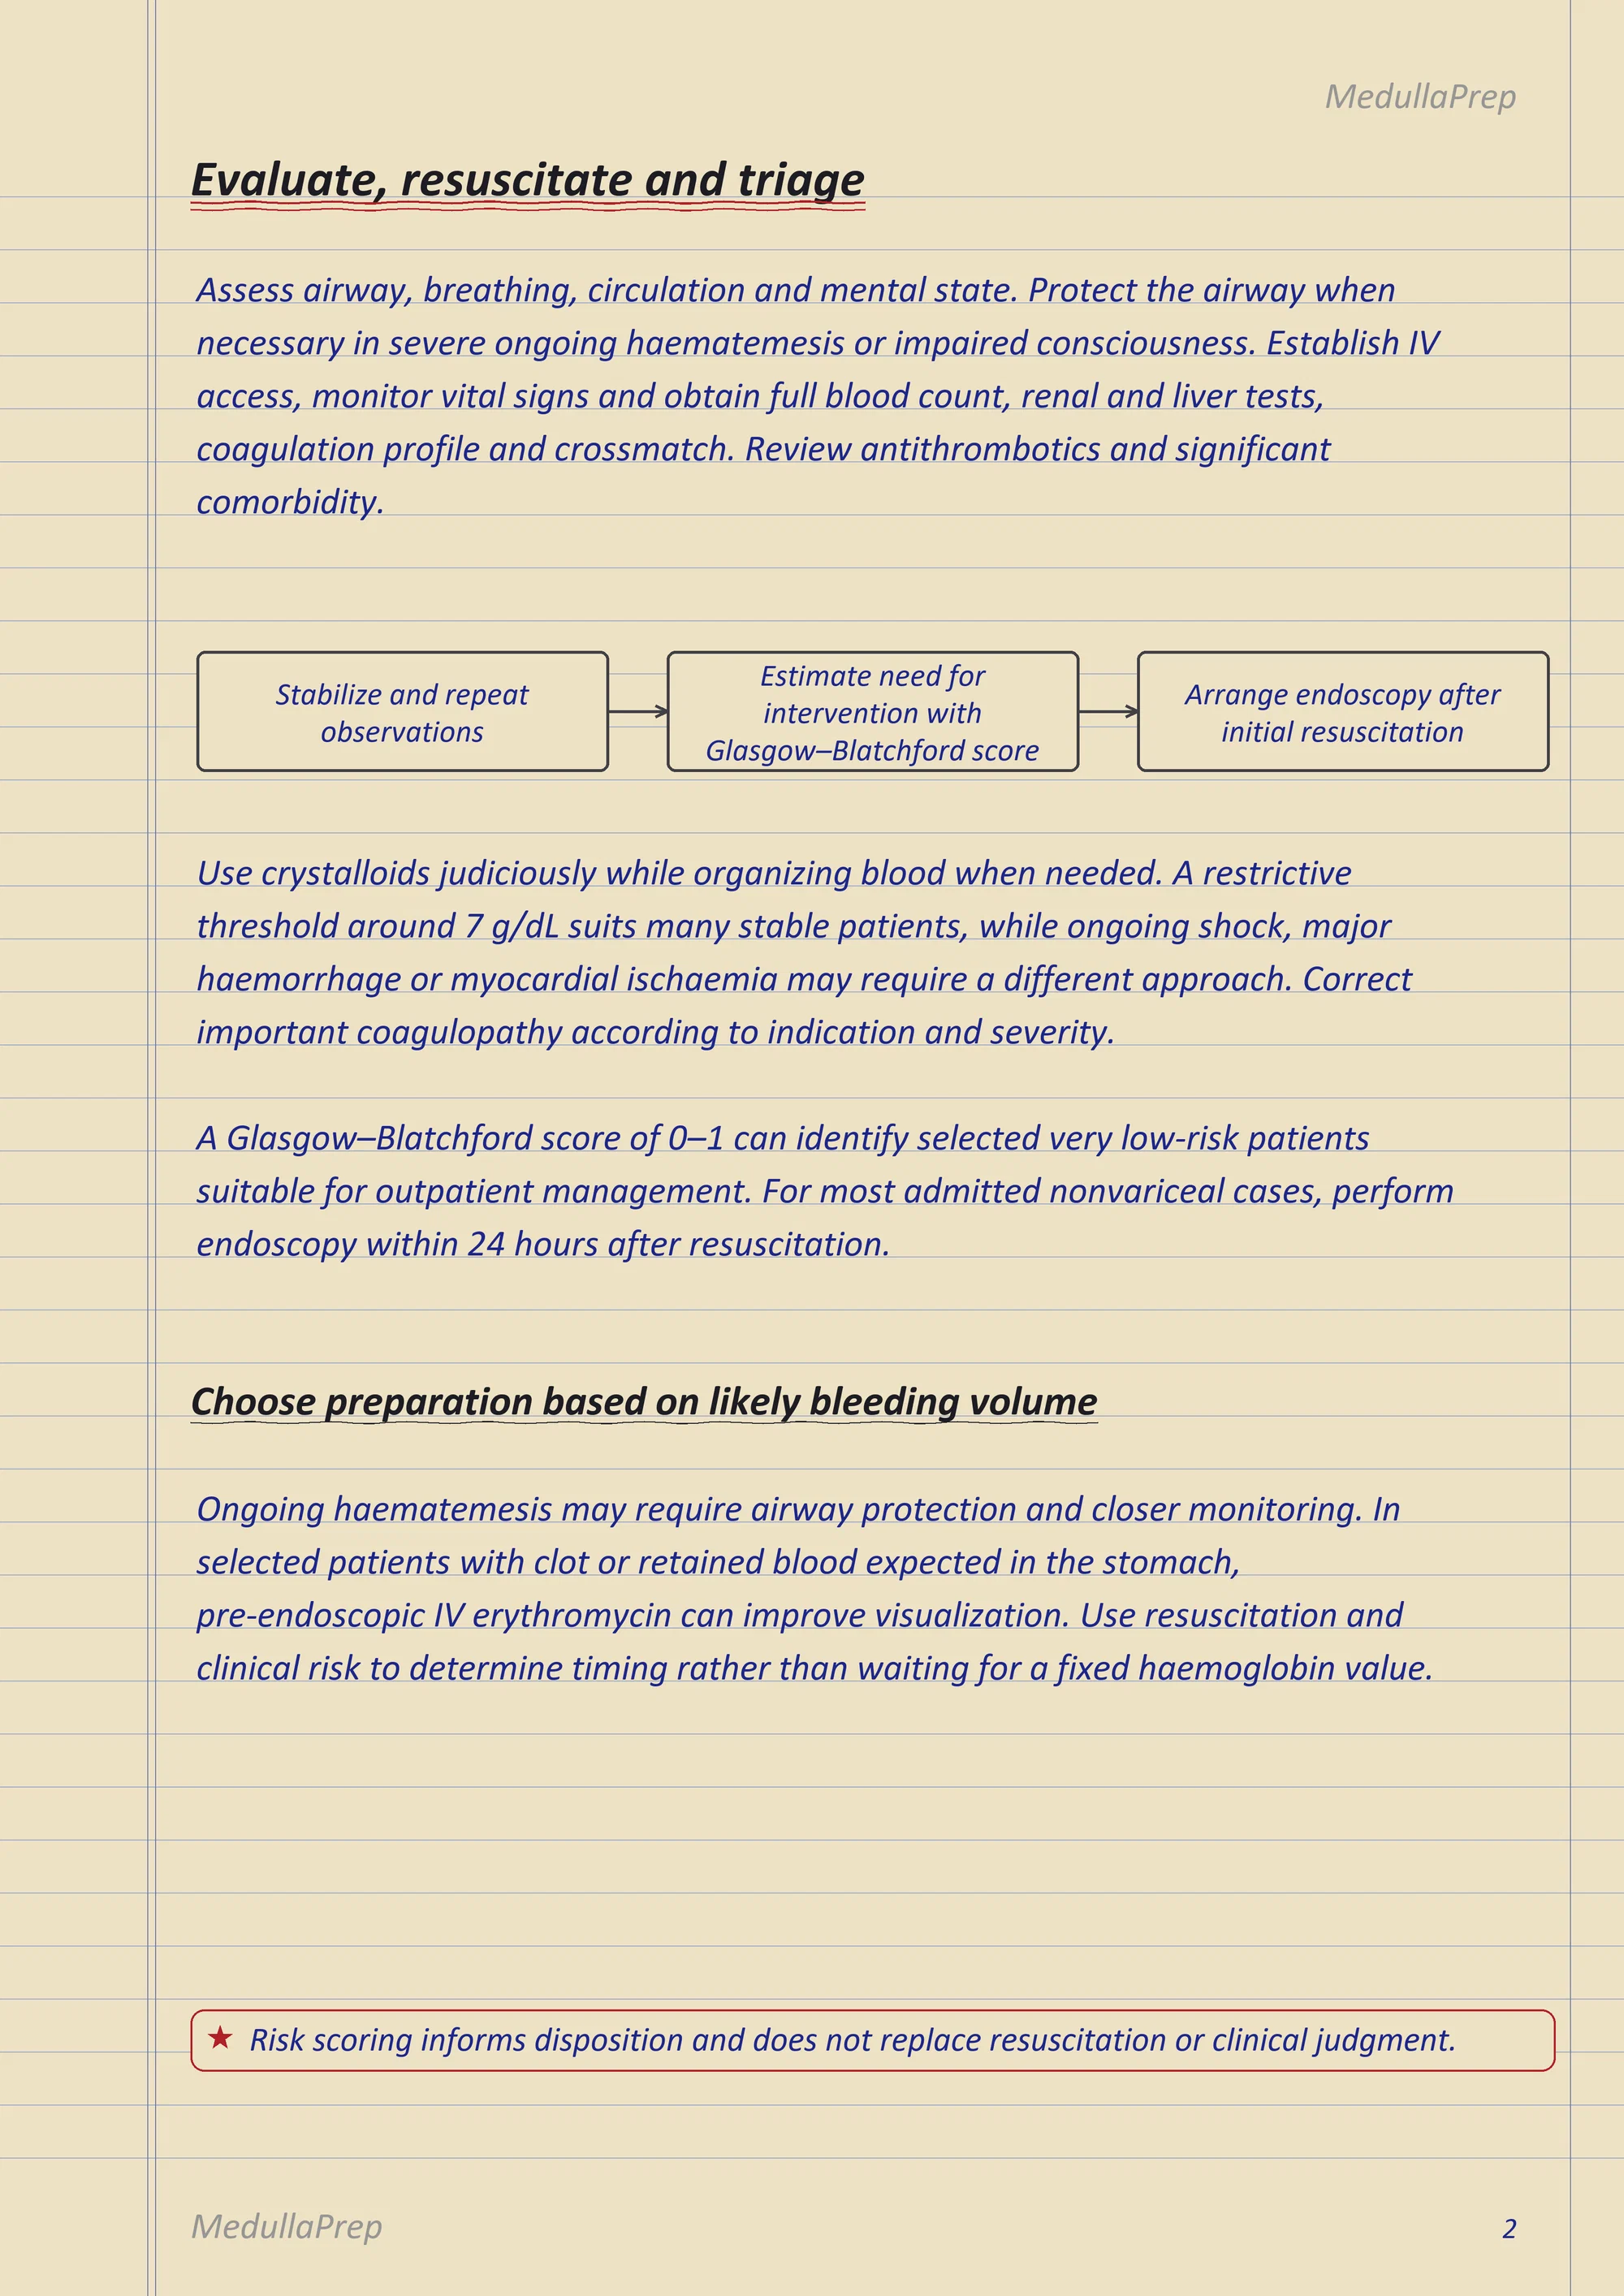 MedullaPrep
Evaluate, resuscitate and triage
Assess airway, breathing, circulation and mental state. Protect the airway when
necessary in severe ongoing haematemesis or impaired consciousness. Establish IV
access, monitor vital signs and obtain full blood count, renal and liver tests,
coagulation profile and crossmatch. Review antithrombotics and significant
comorbidity.
Stabilize and repeat
observations
Estimate need for
intervention with
Glasgow–Blatchford score
Arrange endoscopy after
initial resuscitation
Use crystalloids judiciously while organizing blood when needed. A restrictive
threshold around 7 g/dL suits many stable patients, while ongoing shock, major
haemorrhage or myocardial ischaemia may require a different approach. Correct
important coagulopathy according to indication and severity.
A Glasgow–Blatchford score of 0–1 can identify selected very low-risk patients
suitable for outpatient management. For most admitted nonvariceal cases, perform
endoscopy within 24 hours after resuscitation.
Choose preparation based on likely bleeding volume
Ongoing haematemesis may require airway protection and closer monitoring. In
selected patients with clot or retained blood expected in the stomach,
pre-endoscopic IV erythromycin can improve visualization. Use resuscitation and
clinical risk to determine timing rather than waiting for a fixed haemoglobin value.
★ Risk scoring informs disposition and does not replace resuscitation or clinical judgment.
MedullaPrep
2